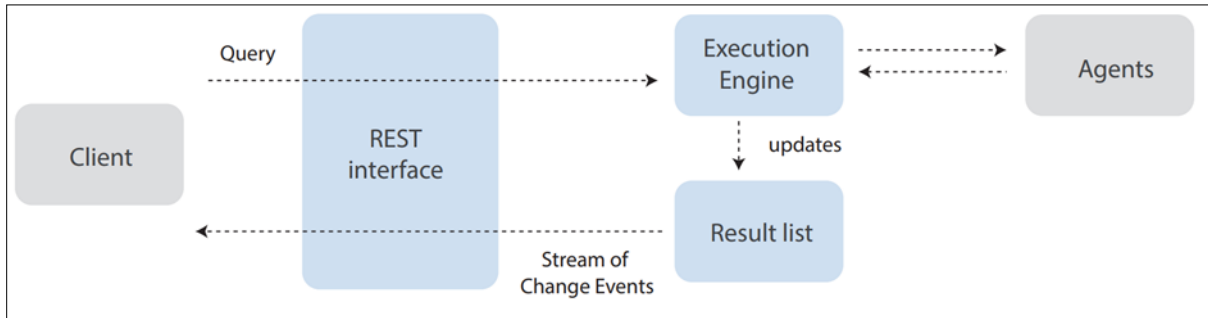 Query
Client
REST
interface
Execution
Engine
Agents
updates
Result list
Stream of
Change Events